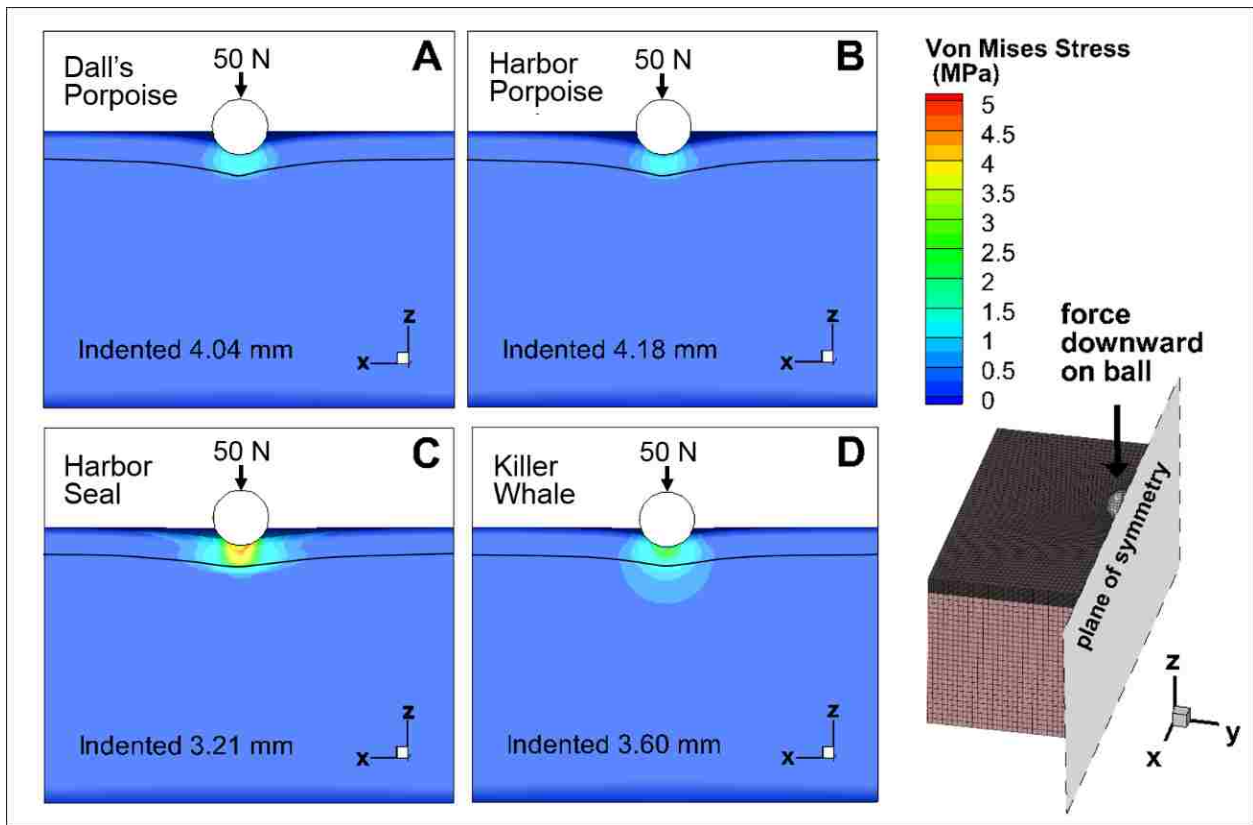 Dall's
Porpoise
50 N
A
Indented 4.04 mm
z
x
Harbor
Porpoise
50 N
B
Indented 4.18 mm
z
x
Harbor
Seal
50 N
C
Indented 3.21 mm
z
x
Killer
Whale
50 N
D
Indented 3.60 mm
z
x
Von Mises Stress
(MPa)
5
4.5
4
3.5
3
2.5
2
1.5
1
0.5
0
force
downward
on ball
plane of symmetry
z
y
x